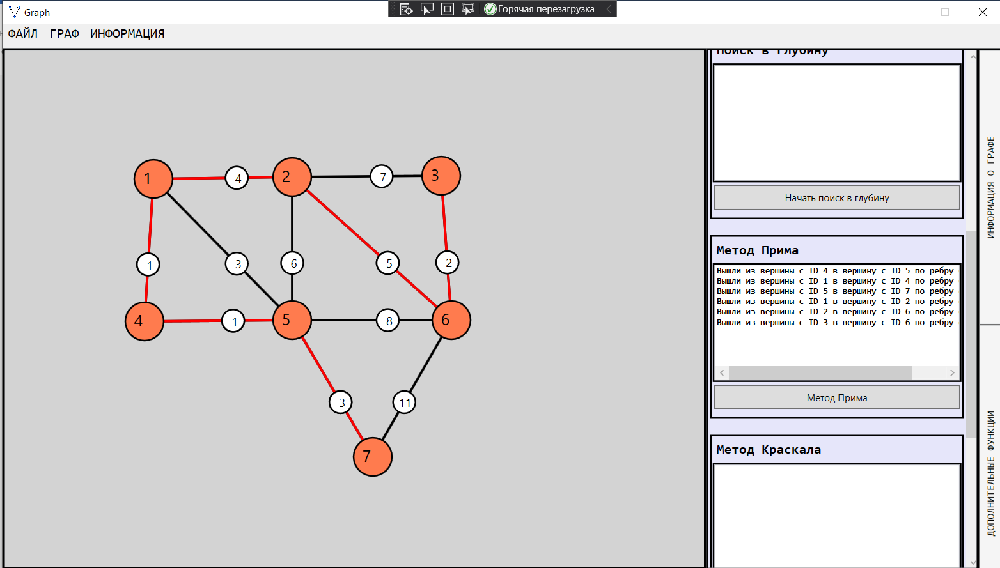 Graph
Горячая перезагрузка
ФАЙЛ ГРАФ ИНФОРМАЦИЯ
1
4
2
7
3
1
3
6
5
2
4
1
5
8
6
3
11
7
Поиск в глубину
Начать поиск в глубину
Метод Прима
Вышли из вершины с ID 4 в вершину с ID 5 по ребру
Вышли из вершины с ID 1 в вершину с ID 4 по ребру
Вышли из вершины с ID 5 в вершину с ID 7 по ребру
Вышли из вершины с ID 1 в вершину с ID 2 по ребру
Вышли из вершины с ID 2 в вершину с ID 6 по ребру
Вышли из вершины с ID 3 в вершину с ID 6 по ребру
Метод Прима
Метод Краскала
ИНФОРМАЦИЯ О ГРАФЕ
ДОПОЛНИТЕЛЬНЫЕ ФУНКЦИИ